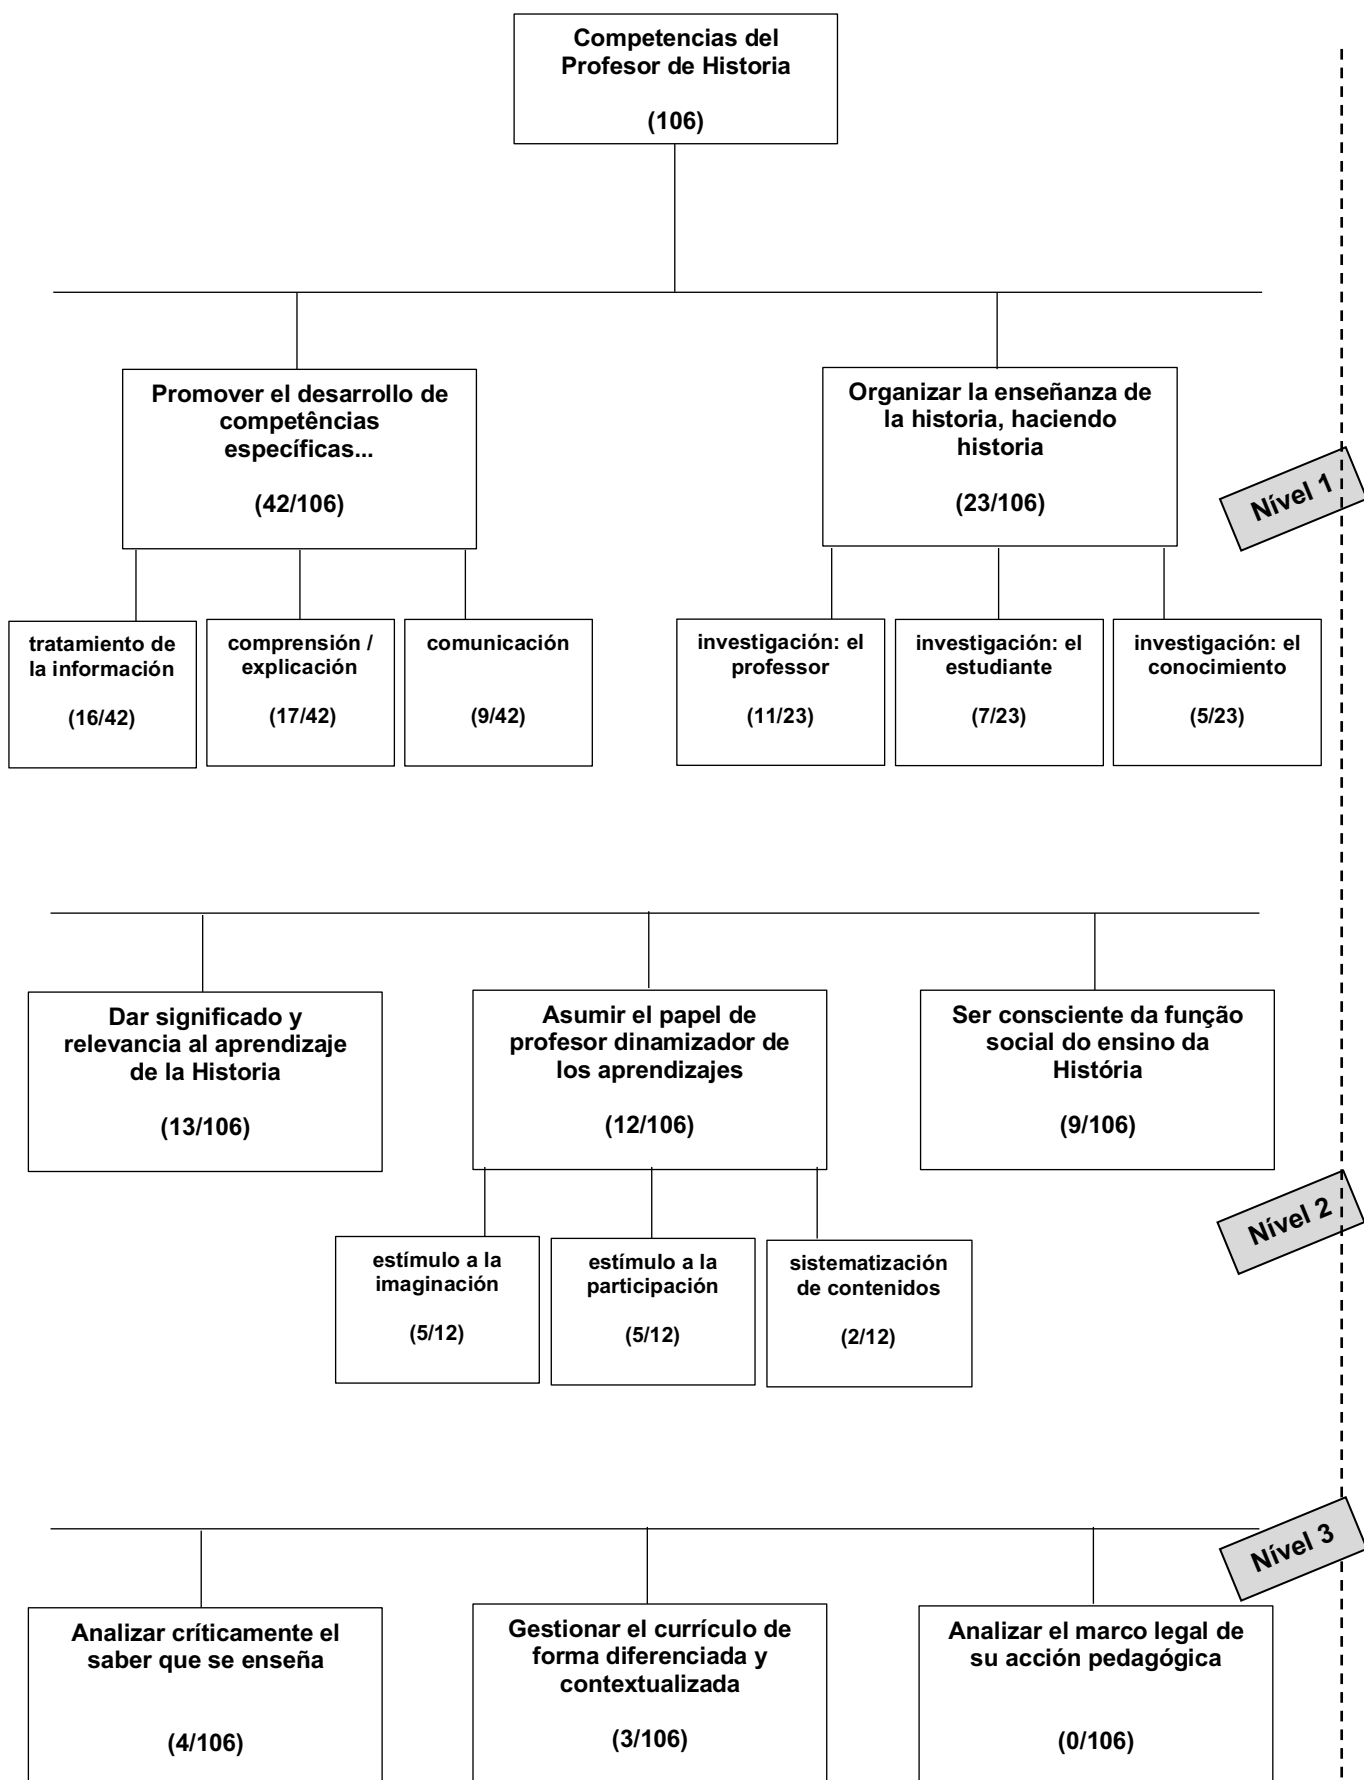 Competencias del
Profesor de Historia
(106)
Promover el desarrollo de
competências
específicas...
(42/106)
Organizar la enseñanza de
la historia, haciendo
historia
(23/106)
Nível 1
tratamiento de
la información
(16/42)
comprensión /
explicación
(17/42)
comunicación
(9/42)
investigación: el
professor
(11/23)
investigación: el
estudiante
(7/23)
investigación: el
conocimiento
(5/23)
Dar significado y
relevancia al aprendizaje
de la Historia
(13/106)
Asumir el papel de
profesor dinamizador de
los aprendizajes
(12/106)
Ser consciente da função
social do ensino da
História
(9/106)
Nível 2
estímulo a la
imaginación
(5/12)
estímulo a la
participación
(5/12)
sistematización
de contenidos
(2/12)
Nível 3
Analizar críticamente el
saber que se enseña
(4/106)
Gestionar el currículo de
forma diferenciada y
contextualizada
(3/106)
Analizar el marco legal de
su acción pedagógica
(0/106)